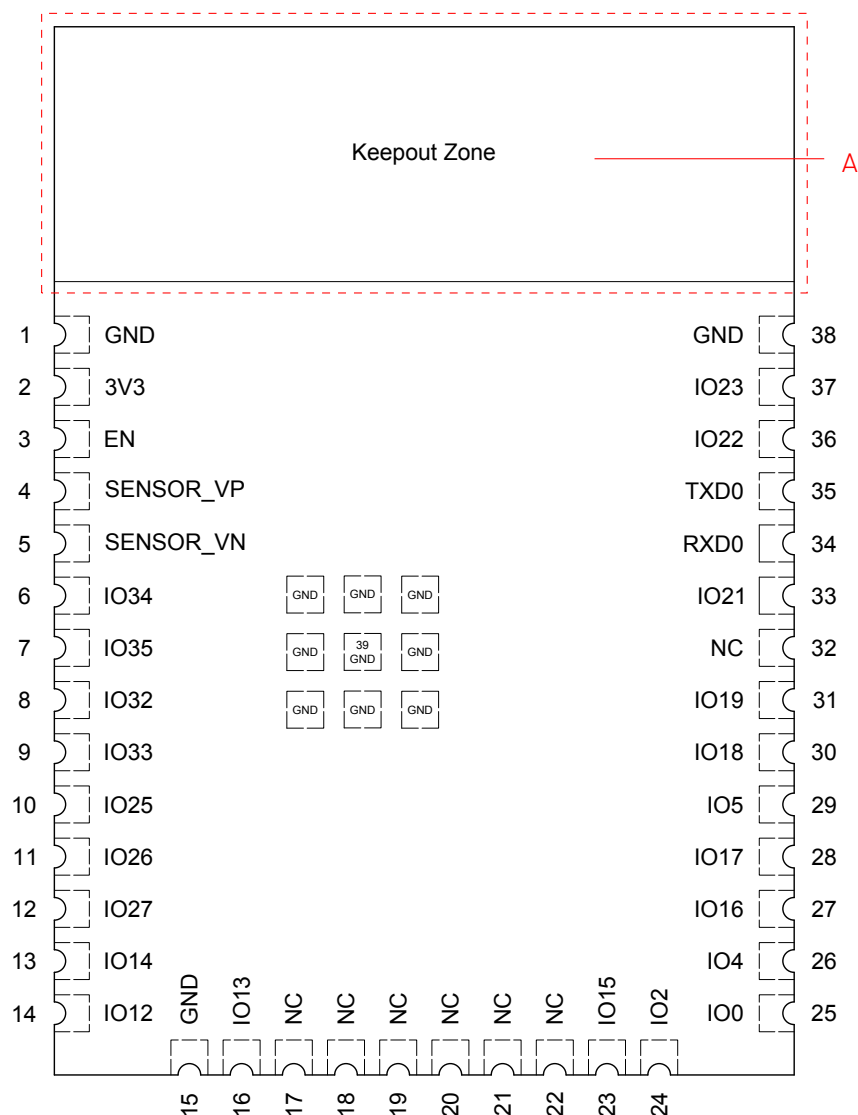 Keepout Zone
A
1 GND GND 38
2 3V3 IO23 37
3 EN IO22 36
4 SENSOR_VP TXD0 35
5 SENSOR_VN RXD0 34
6 IO34 GND GND GND IO21 33
7 IO35 GND 39 GND GND NC 32
8 IO32 GND GND GND IO19 31
9 IO33 IO18 30
10 IO25 IO5 29
11 IO26 IO17 28
12 IO27 IO16 27
13 IO14 IO4 26
14 IO12 IO0 25
GND IO13 NC NC NC NC NC NC IO15 IO2
15 16 17 18 19 20 21 22 23 24